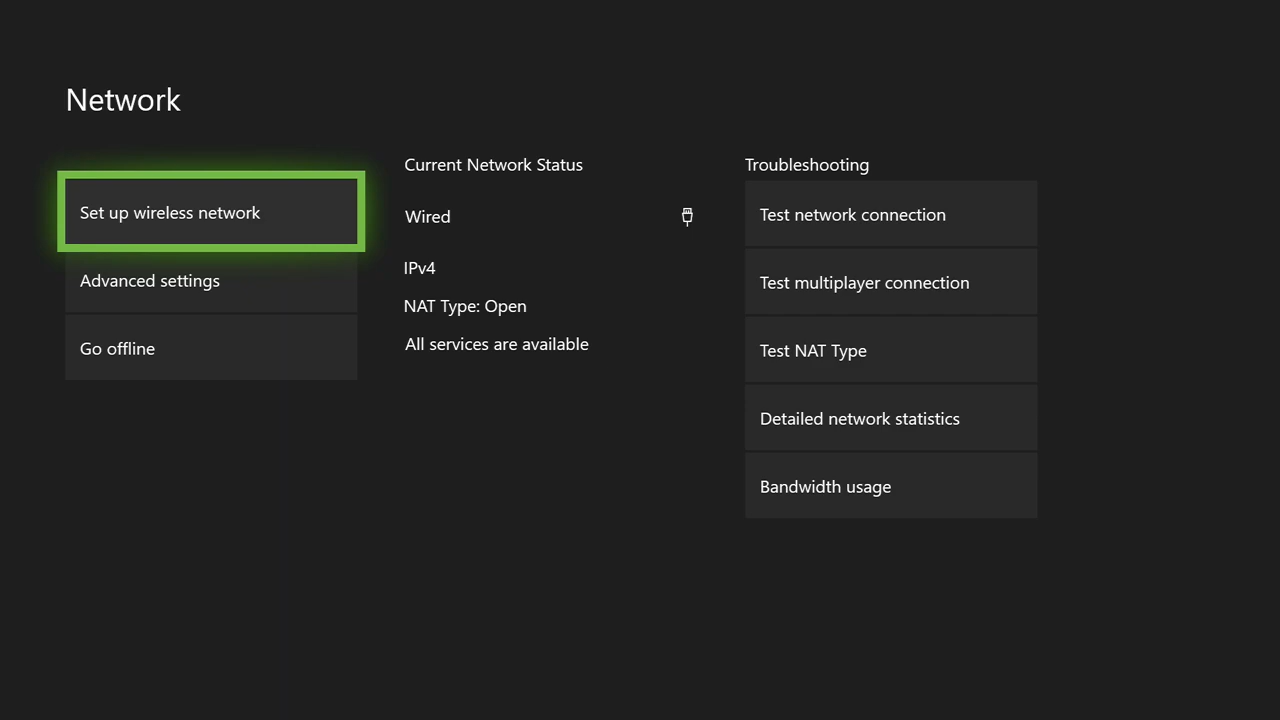 Network
Set up wireless network
Advanced settings
Go offline
Current Network Status
Wired
IPv4
NAT Type: Open
All services are available
Troubleshooting
Test network connection
Test multiplayer connection
Test NAT Type
Detailed network statistics
Bandwidth usage